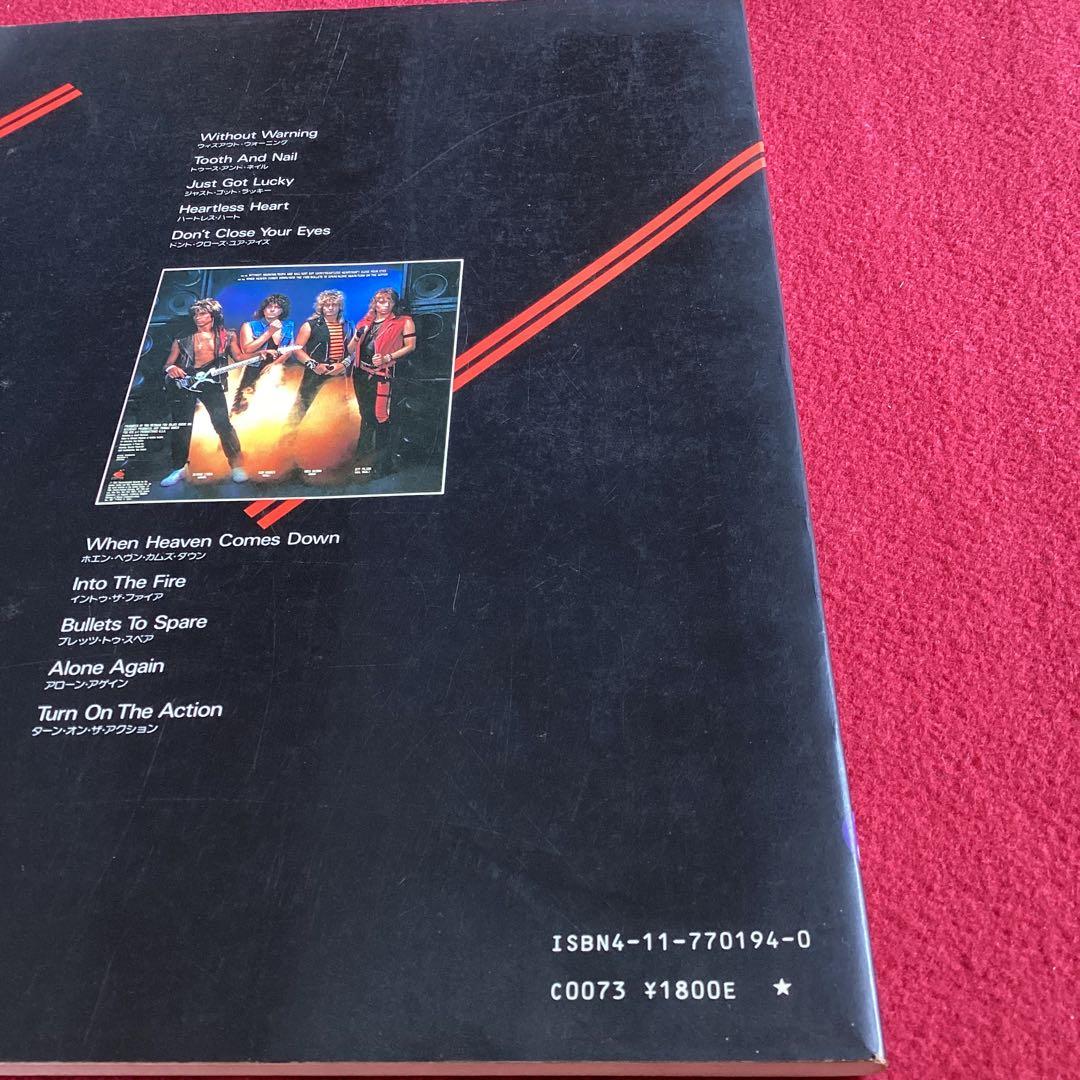 Without Warning
ウィズアウト・ウォーニング
Tooth And Nail
トゥース・アンド・ネイル
Just Got Lucky
ジャスト・ゴット・ラッキー
Heartless Heart
ハートレス・ハート
Don't Close Your Eyes
ドント・クローズ・ユア・アイズ
When Heaven Comes Down
ホエン・ヘヴン・カムズ・ダウン
Into The Fire
イントゥ・ザ・ファイア
Bullets To Spare
ブレッツ・トゥ・スペア
Alone Again
アローン・アゲイン
Turn On The Action
ターン・オン・ザ・アクション
ISBN4-11-770194-0
C0073 ¥1800E ★